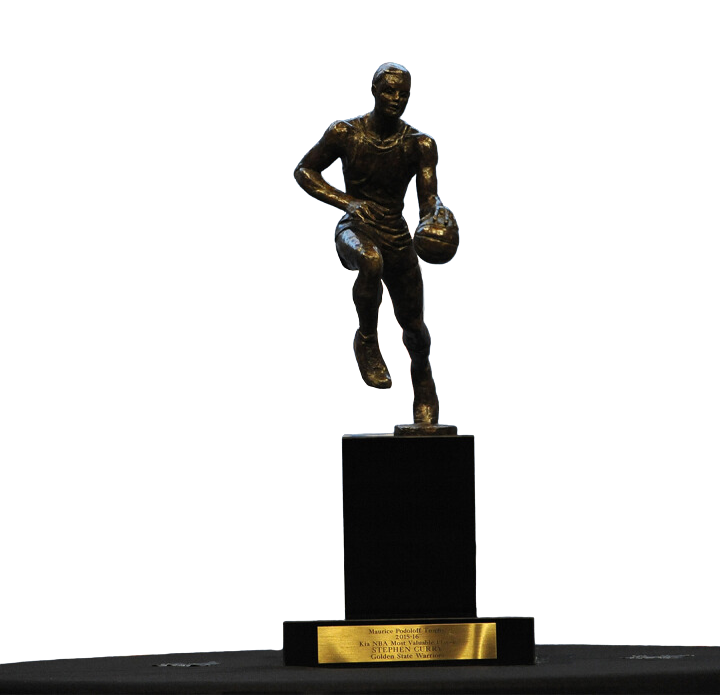 Maurice Podoloff
2015-16
Kia NBA Most Valuable
STEPHEN CURRY
Golden State Warriors